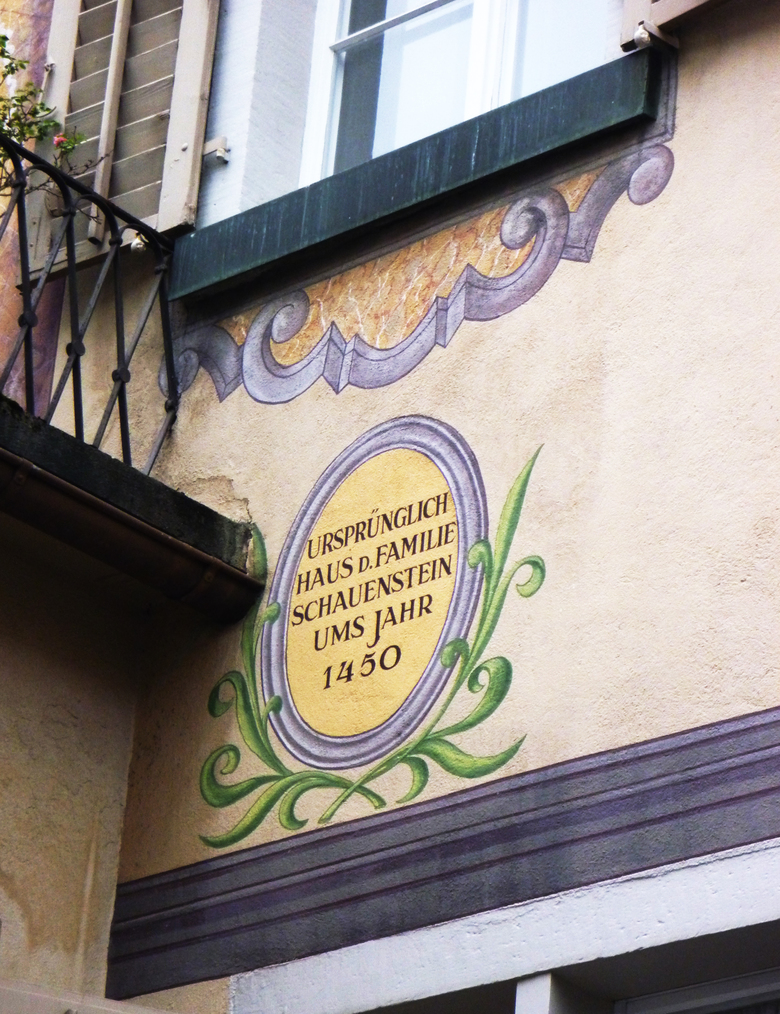 URSPRÜNGLICH
HAUS D. FAMILIE
SCHAUENSTEIN
UMS JAHR
1450